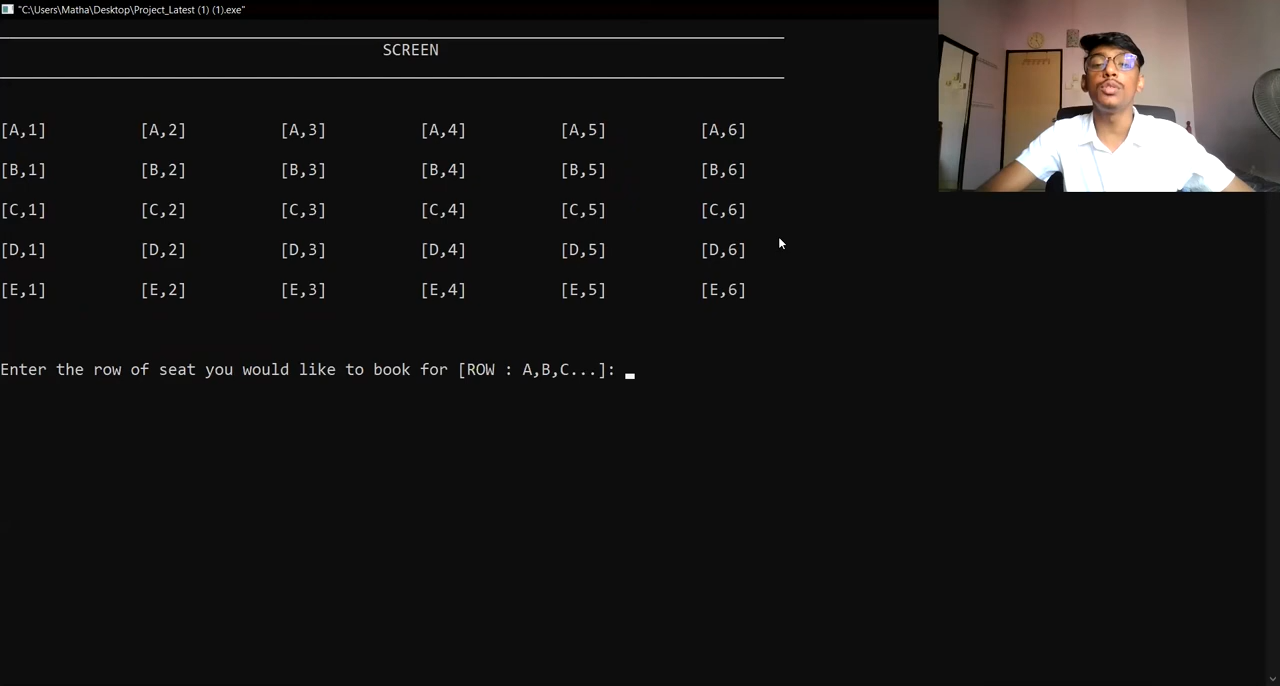 "C:\Users\Matha\Desktop\Project_Latest (1) (1).exe"
SCREEN
[A,1] [A,2] [A,3] [A,4] [A,5] [A,6]
[B,1] [B,2] [B,3] [B,4] [B,5] [B,6]
[C,1] [C,2] [C,3] [C,4] [C,5] [C,6]
[D,1] [D,2] [D,3] [D,4] [D,5] [D,6]
[E,1] [E,2] [E,3] [E,4] [E,5] [E,6]
Enter the row of seat you would like to book for [ROW : A,B,C...]: